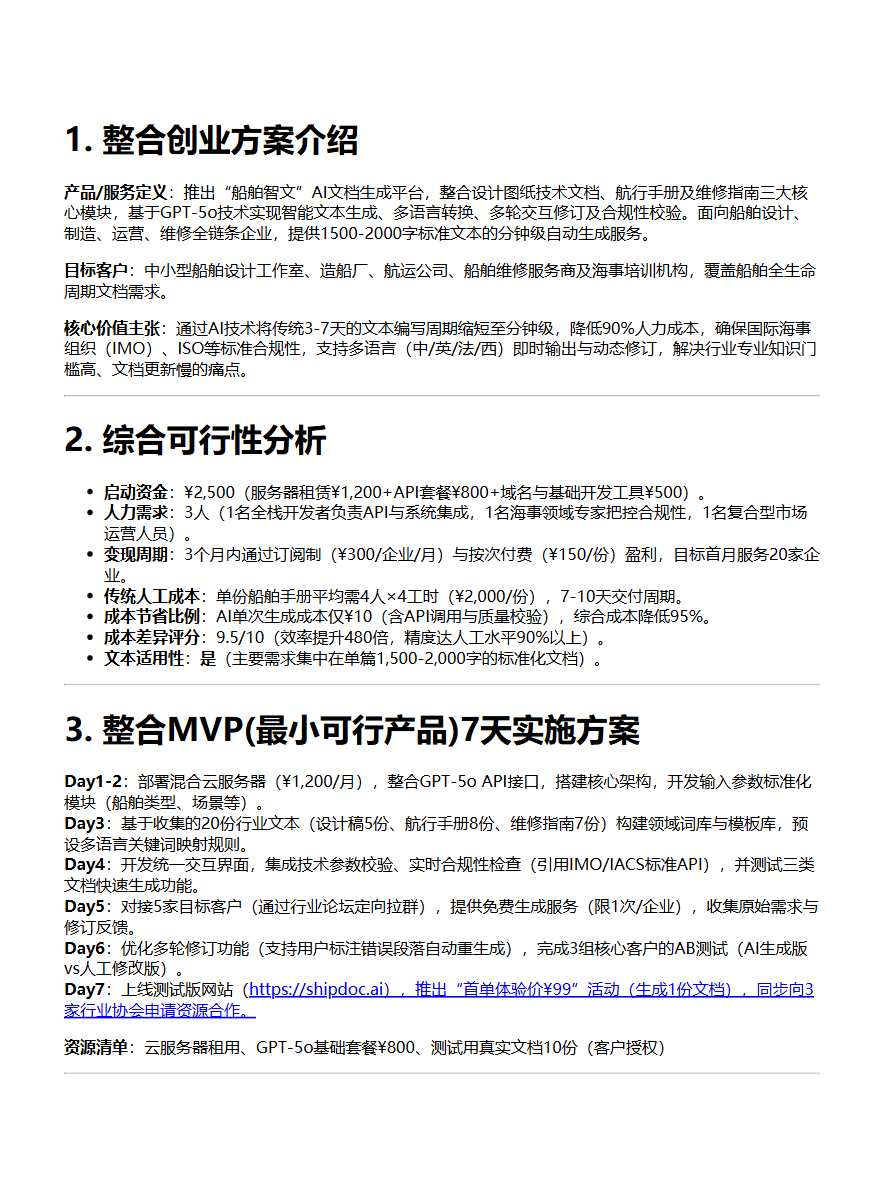 1. 整合创业方案介绍
产品/服务定义：推出“船舶智文”AI文档生成平台，整合设计图纸技术文档、航行手册及维修指南三大核
心模块，基于GPT-5o技术实现智能文本生成、多语言转换、多轮交互修订及合规性校验。面向船舶设计、
制造、运营、维修全链条企业，提供1500-2000字标准文本的分钟级自动生成服务。
目标客户：中小型船舶设计工作室、造船厂、航运公司、船舶维修服务商及海事培训机构，覆盖船舶全生命
周期文档需求。
核心价值主张：通过AI技术将传统3-7天的文本编写周期缩短至分钟级，降低90%人力成本，确保国际海事
组织（IMO）、ISO等标准合规性，支持多语言（中/英/法/西）即时输出与动态修订，解决行业专业知识门
槛高、文档更新慢的痛点。
2. 综合可行性分析
• 启动资金：¥2,500（服务器租赁¥1,200+API套餐¥800+域名与基础开发工具¥500）。
• 人力需求：3人（1名全栈开发者负责API与系统集成，1名海事领域专家把控合规性，1名复合型市场
运营人员）。
• 变现周期：3个月内通过订阅制（¥300/企业/月）与按次付费（¥150/份）盈利，目标首月服务20家企
业。
• 传统人工成本：单份船舶手册平均需4人×4工时（¥2,000/份），7-10天交付周期。
• 成本节省比例：AI单次生成成本仅¥10（含API调用与质量校验），综合成本降低95%。
• 成本差异评分：9.5/10（效率提升480倍，精度达人工水平90%以上）。
• 文本适用性：是（主要需求集中在单篇1,500-2,000字的标准化文档）。
3. 整合MVP(最小可行产品)7天实施方案
Day1-2：部署混合云服务器（¥1,200/月），整合GPT-5o API接口，搭建核心架构，开发输入参数标准化
模块（船舶类型、场景等）。
Day3：基于收集的20份行业文本（设计稿5份、航行手册8份、维修指南7份）构建领域词库与模板库，预
设多语言关键词映射规则。
Day4：开发统一交互界面，集成技术参数校验、实时合规性检查（引用IMO/IACS标准API），并测试三类
文档快速生成功能。
Day5：对接5家目标客户（通过行业论坛定向拉群），提供免费生成服务（限1次/企业），收集原始需求与
修订反馈。
Day6：优化多轮修订功能（支持用户标注错误段落自动重生成），完成3组核心客户的AB测试（AI生成版
vs人工修改版）。
Day7：上线测试版网站（https://shipdoc.ai），推出“首单体验价¥99”活动（生成1份文档），同步向3
家行业协会申请资源合作。
资源清单：云服务器租用、GPT-5o基础套餐¥800、测试用真实文档10份（客户授权）